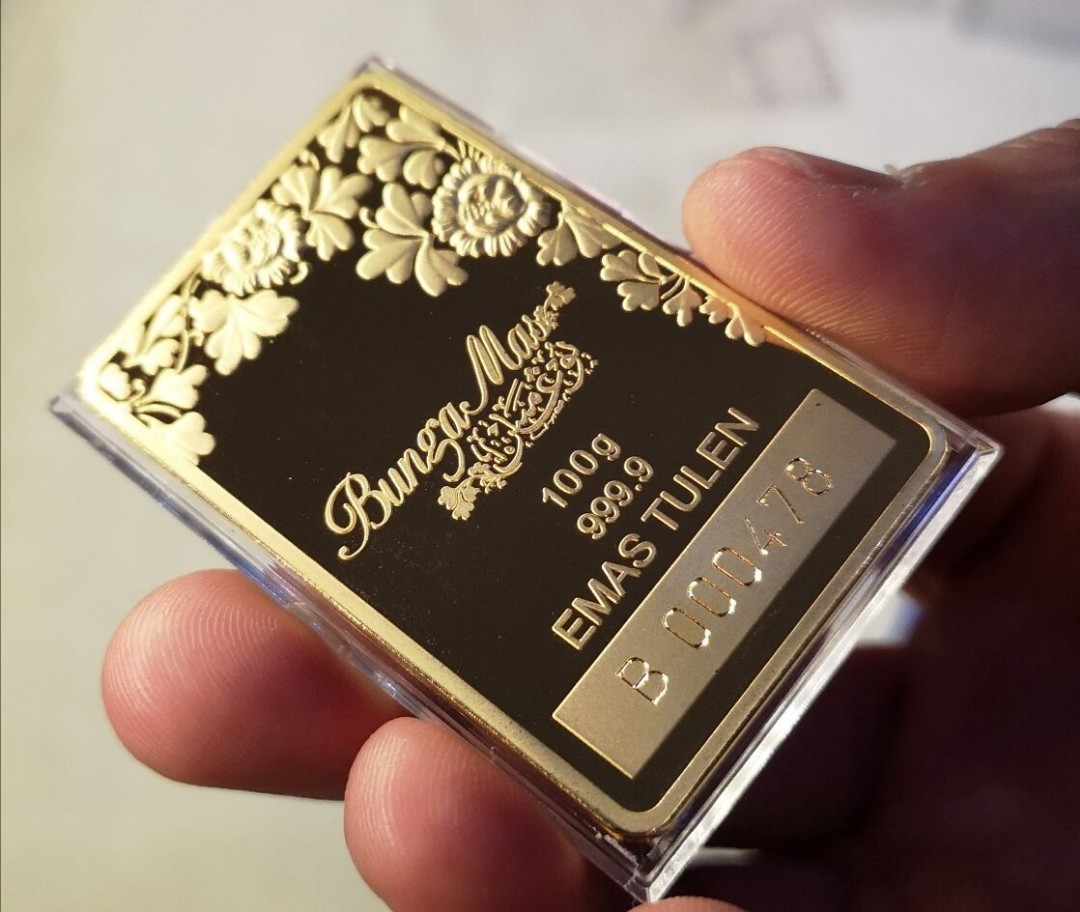 Bunga Mas
100g
999.9
EMAS TULEN
B 000478